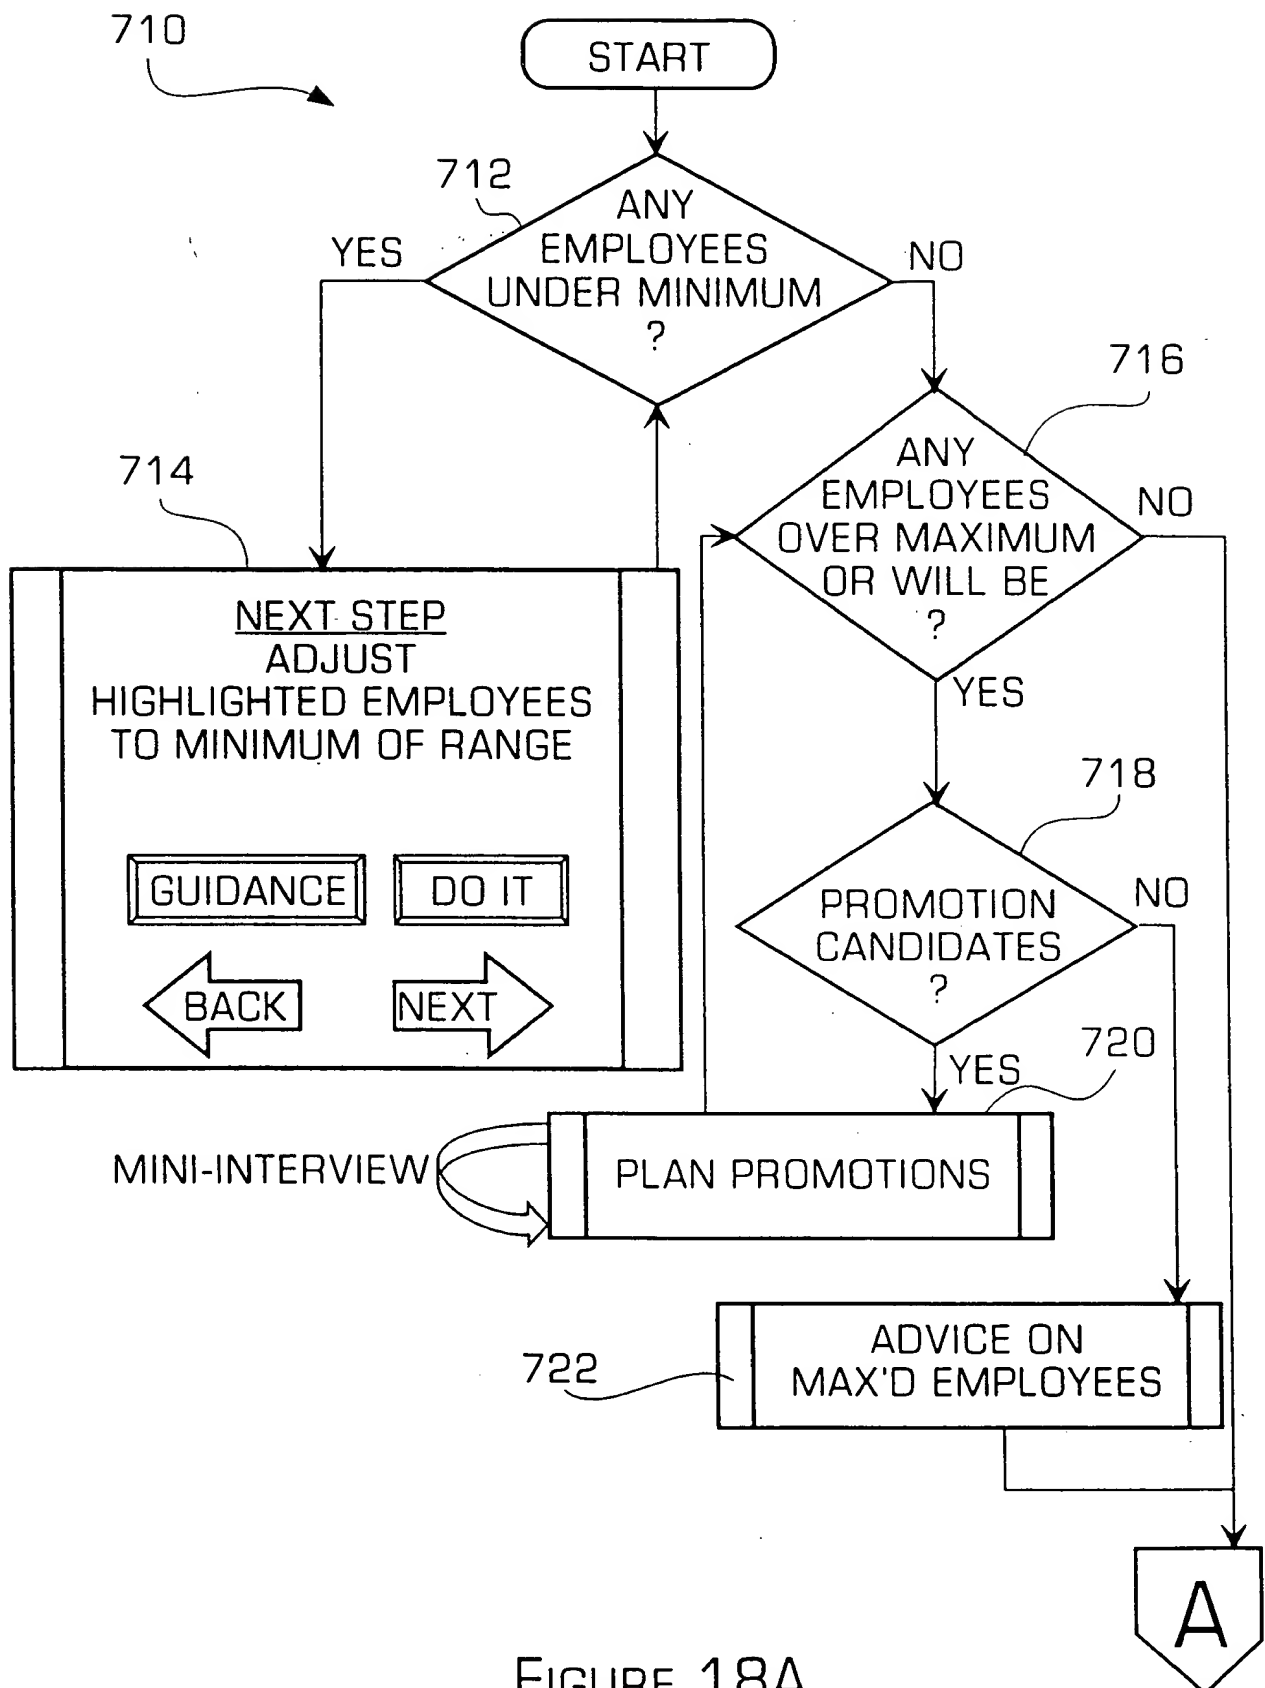 710
START
712
ANY
EMPLOYEES
UNDER MINIMUM
?
YES
NO
716
ANY
EMPLOYEES
OVER MAXIMUM
OR WILL BE
?
NO
YES
714
NEXT STEP
ADJUST
HIGHLIGHTED EMPLOYEES
TO MINIMUM OF RANGE
GUIDANCE
DO IT
BACK
NEXT
718
PROMOTION
CANDIDATES
?
NO
YES
720
MINI-INTERVIEW
PLAN PROMOTIONS
722
ADVICE ON
MAX'D EMPLOYEES
A
FIGURE 18A